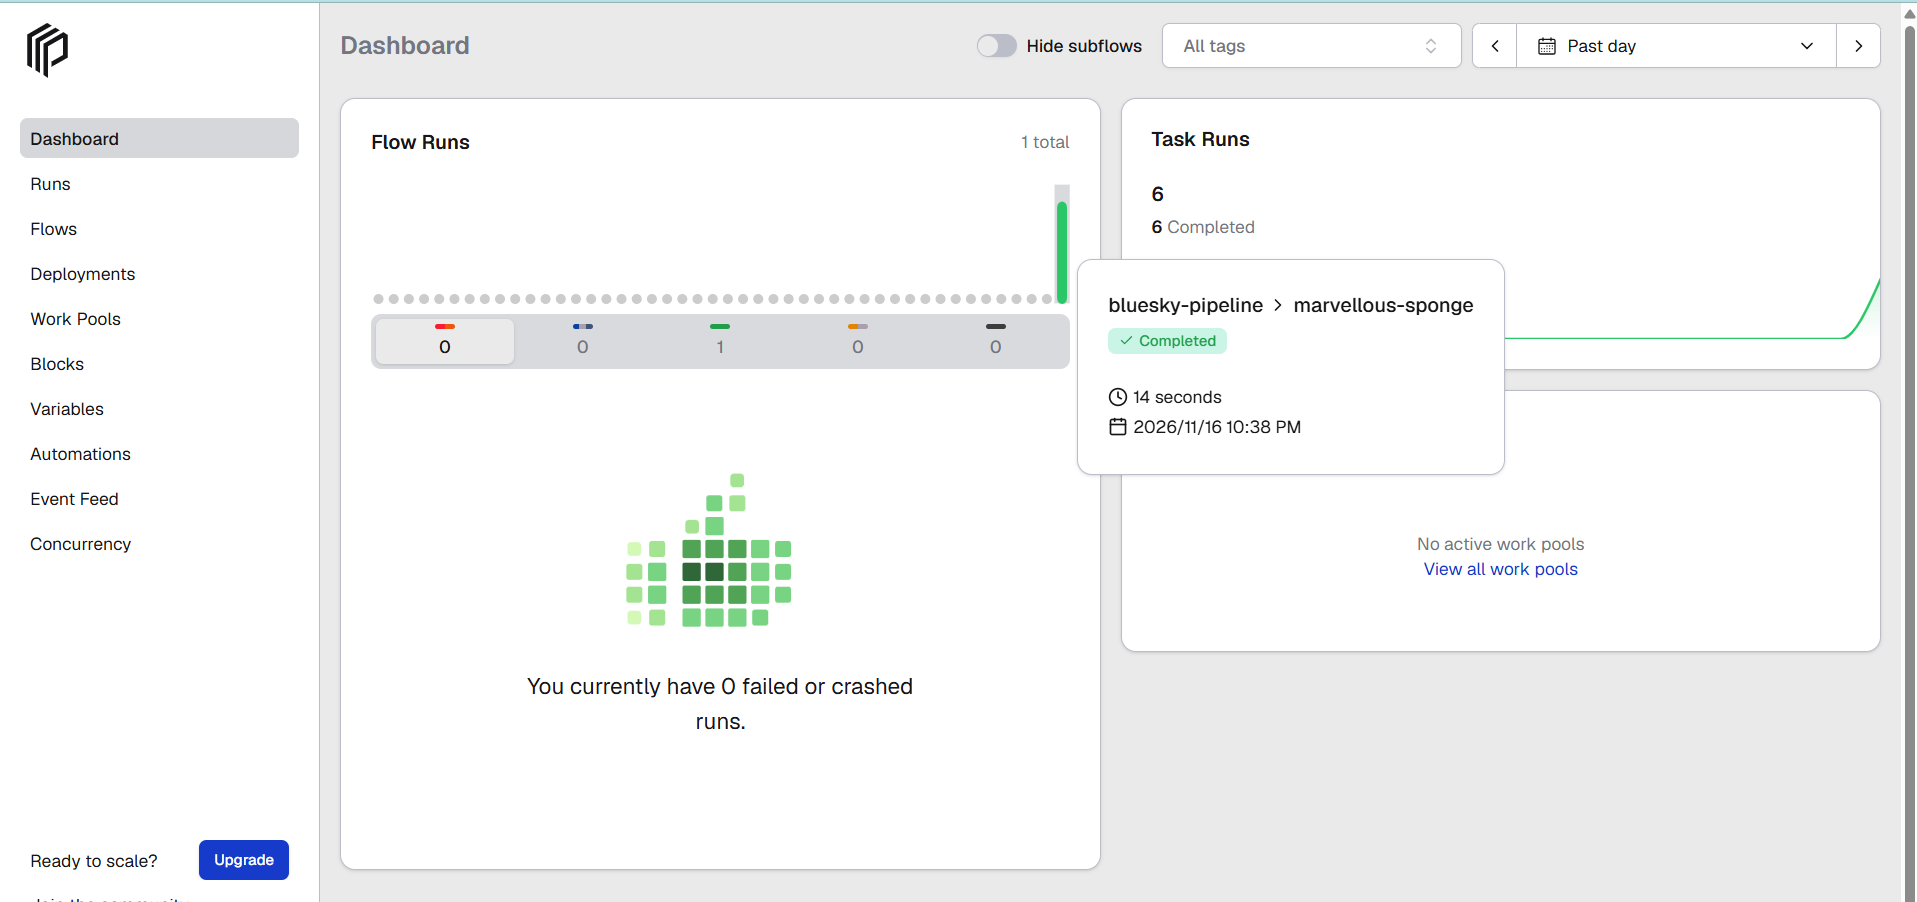 Dashboard
Hide subflows
All tags
Past day
Dashboard
Runs
Flows
Deployments
Work Pools
Blocks
Variables
Automations
Event Feed
Concurrency
Ready to scale?
Upgrade
Flow Runs
1 total
0
0
1
0
0
You currently have 0 failed or crashed
runs.
Task Runs
6
6 Completed
bluesky-pipeline > marvellous-sponge
Completed
14 seconds
2026/11/16 10:38 PM
No active work pools
View all work pools